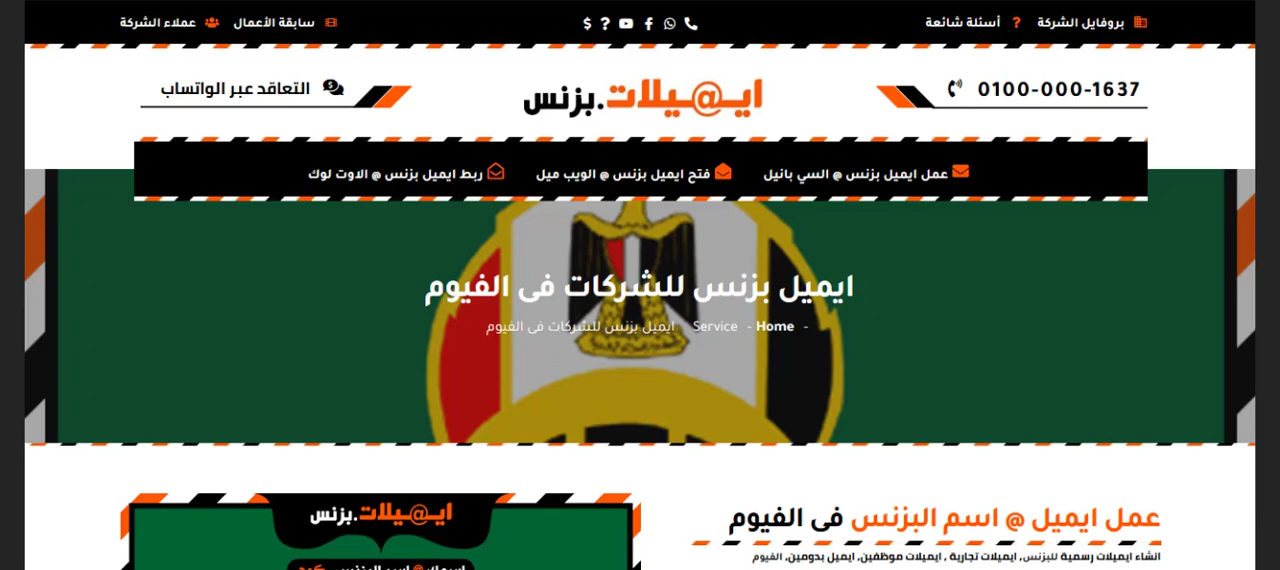 بروفايل الشركة
أسئلة شائعة
سابقة الأعمال
عملاء الشركة
0100-000-1637
ايـ@ـيلات.بزنس
التعاقد عبر الواتساب
عمل ايميل بزنس @ السي بانيل
فتح ايميل بزنس @ الويب ميل
ربط ايميل بزنس @ الاوت لوك
ايميل بزنس للشركات فى الفيوم
- Home - Service ايميل بزنس للشركات فى الفيوم
عمل ايميل @ اسم البزنس فى الفيوم
انشاء ايميلات رسمية للبزنس, ايميلات تجارية , ايميلات موظفين, ايميل بدومين, الفيوم
ايـ@ـيلات.بزنس